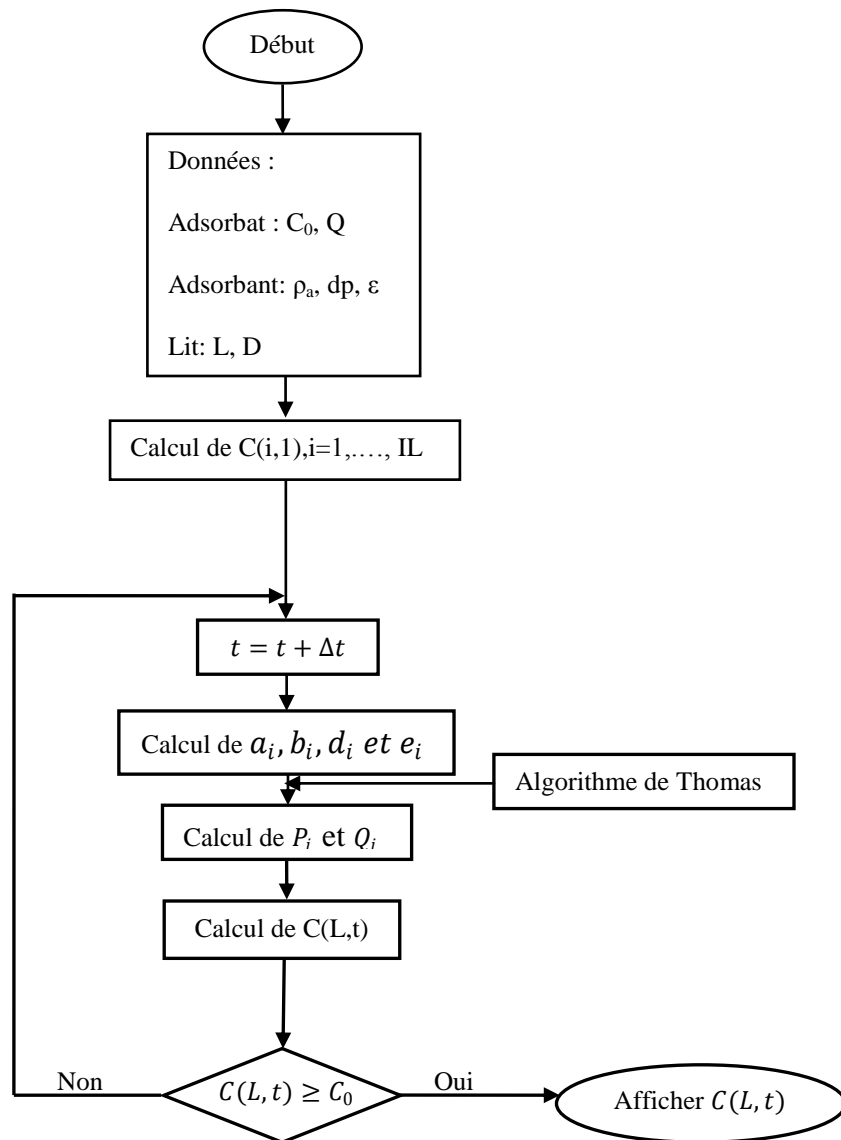 Début
Données :
Adsorbat : C₀, Q
Adsorbant: ρₐ, dp, ε
Lit: L, D
Calcul de C(i,1),i=1,…., IL
t = t + Δt
Calcul de aᵢ, bᵢ, dᵢ et eᵢ
Algorithme de Thomas
Calcul de Pᵢ et Qᵢ
Calcul de C(L,t)
Non
C(L, t) ≥ C₀
Oui
Afficher C(L, t)